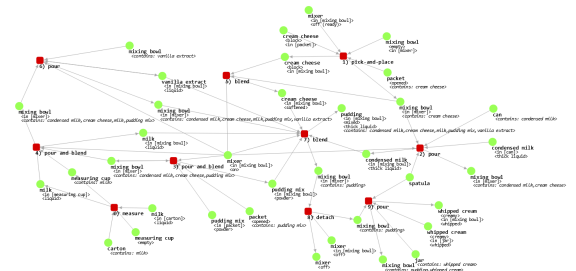 mixer
<off|ready>
cream cheese
<block>
<in [packet]>
mixing bowl
<empty>
<in [mixer]>
mixing bowl
<contains: vanilla extract>
cream cheese
<block>
<in [mixing bowl]>
1) pick-and-place
6) pour
packet
<opened>
<contains: cream cheese>
vanilla extract
<in [mixing bowl]>
<liquid>
5) blend
cream cheese
<in [mixing bowl]>
mixing bowl
<in [mixer]>
<contains: condensed milk,cream cheese,pudding mix>
mixing bowl
<in [mixer]>
<contains: condensed milk,cream cheese,milk,pudding mix,vanilla extract>
pudding
<in [mixing bowl]>
<thick liquid>
mixing bowl
<in [mixer]>
<contains: cream cheese>
can
<contains: condensed milk>
milk
<in [mixing bowl]>
<liquid>
7) blend
condensed milk
<in [can]>
<thick liquid>
4) pour and blend
mixing bowl
<in [mixer]>
<contains: condensed milk,cream cheese,pudding mix>
3) pour and blend
mixer
<on>
condensed milk
<in [mixing bowl]>
<thick liquid>
2) pour
measuring cup
<contains: milk>
mixing bowl
<in [mixer]>
<contains: pudding>
mixing bowl
<in [mixer]>
<contains: condensed milk,cream cheese>
milk
<in [measuring cup]>
<liquid>
pudding mix
<in [mixing bowl]>
<powder>
spatula
milk
<in [carton]>
<liquid>
pudding mix
<in [packet]>
<powder>
packet
<opened>
<contains: pudding mix>
8) detach
mixing bowl
<contains: pudding>
9) pour
whipped cream
<creamy>
<in [mixing bowl]>
measuring cup
<empty>
whipped cream
<creamy>
<in [jar]>
carton
<contains: milk>
mixer
<in [mixing bowl]>
<off>
mixer
<off>
mixing bowl
<contains: pudding,whipped cream>
jar
<contains: whipped cream>